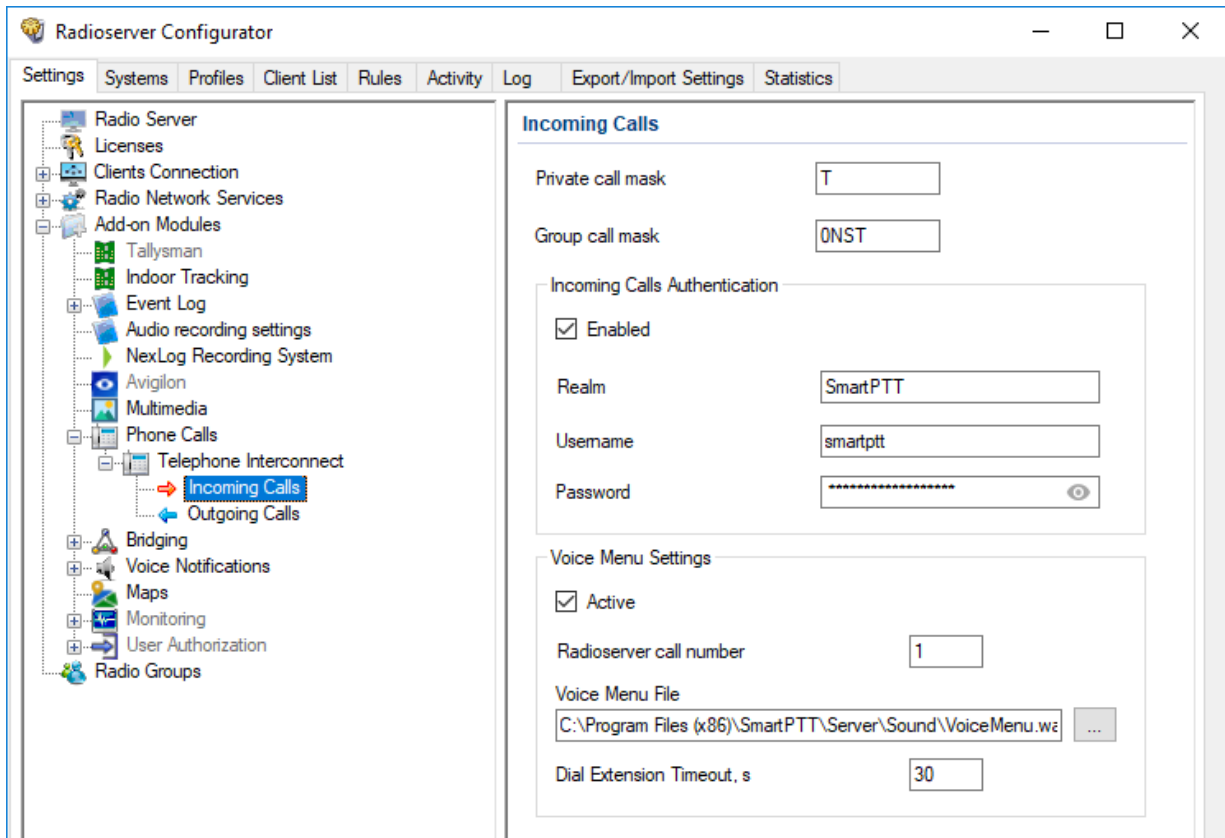 Radioserver Configurator
Settings Systems Profiles Client List Rules Activity Log Export/Import Settings Statistics
Radio Server
Licenses
Clients Connection
Radio Network Services
Add-on Modules
Tallysman
Indoor Tracking
Event Log
Audio recording settings
NexLog Recording System
Avigilon
Multimedia
Phone Calls
Telephone Interconnect
Incoming Calls
Outgoing Calls
Bridging
Voice Notifications
Maps
Monitoring
User Authorization
Radio Groups
Incoming Calls
Private call mask T
Group call mask 0NST
Incoming Calls Authentication
Enabled
Realm SmartPTT
Username smartptt
Password ******************
Voice Menu Settings
Active
Radioserver call number 1
Voice Menu File
C:\Program Files (x86)\SmartPTT\Server\Sound\VoiceMenu.wa ...
Dial Extension Timeout, s 30